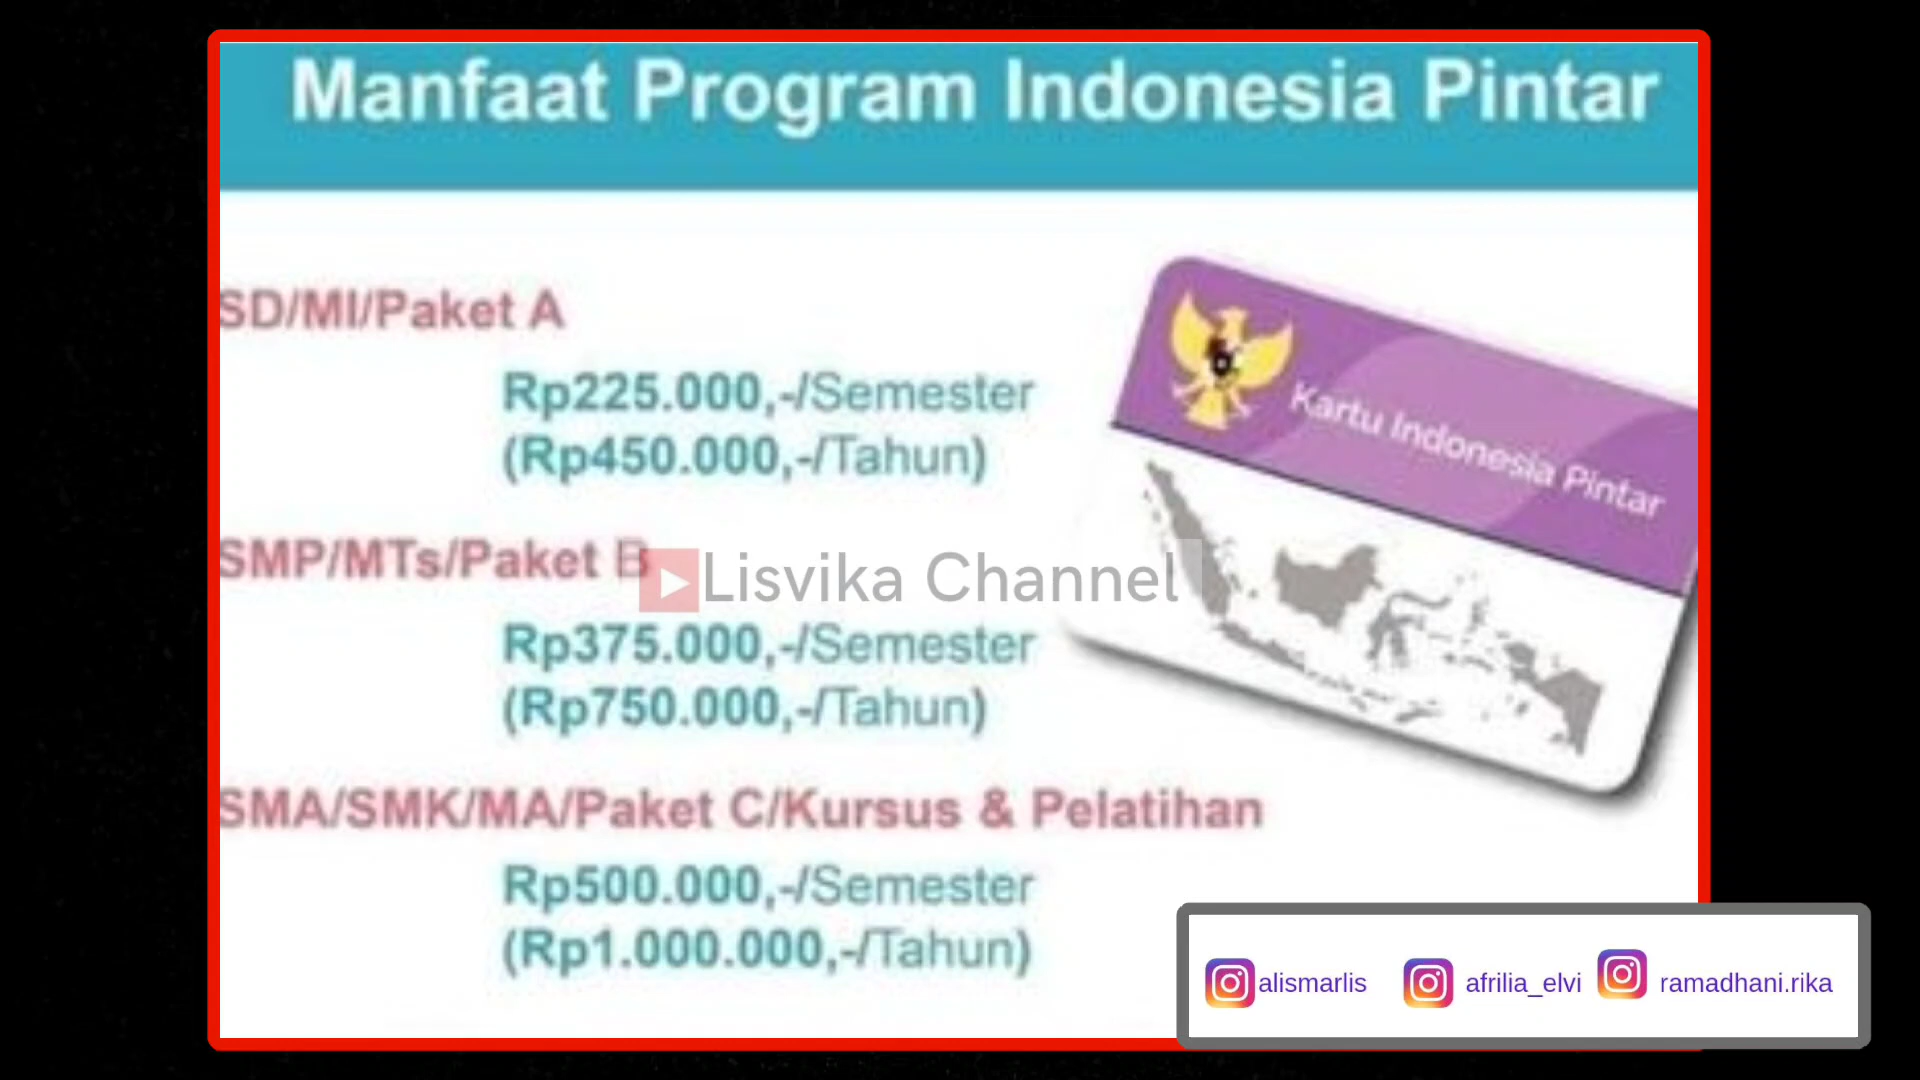 Manfaat Program Indonesia Pintar
SD/MI/Paket A
Rp225.000,-/Semester
(Rp450.000,-/Tahun)
Kartu Indonesia Pintar
SMP/MTs/Paket B
Lisvika Channel
Rp375.000,-/Semester
(Rp750.000,-/Tahun)
SMA/SMK/MA/Paket C/Kursus & Pelatihan
Rp500.000,-/Semester
(Rp1.000.000,-/Tahun)
alismarlis afrilia_elvi ramadhani.rika